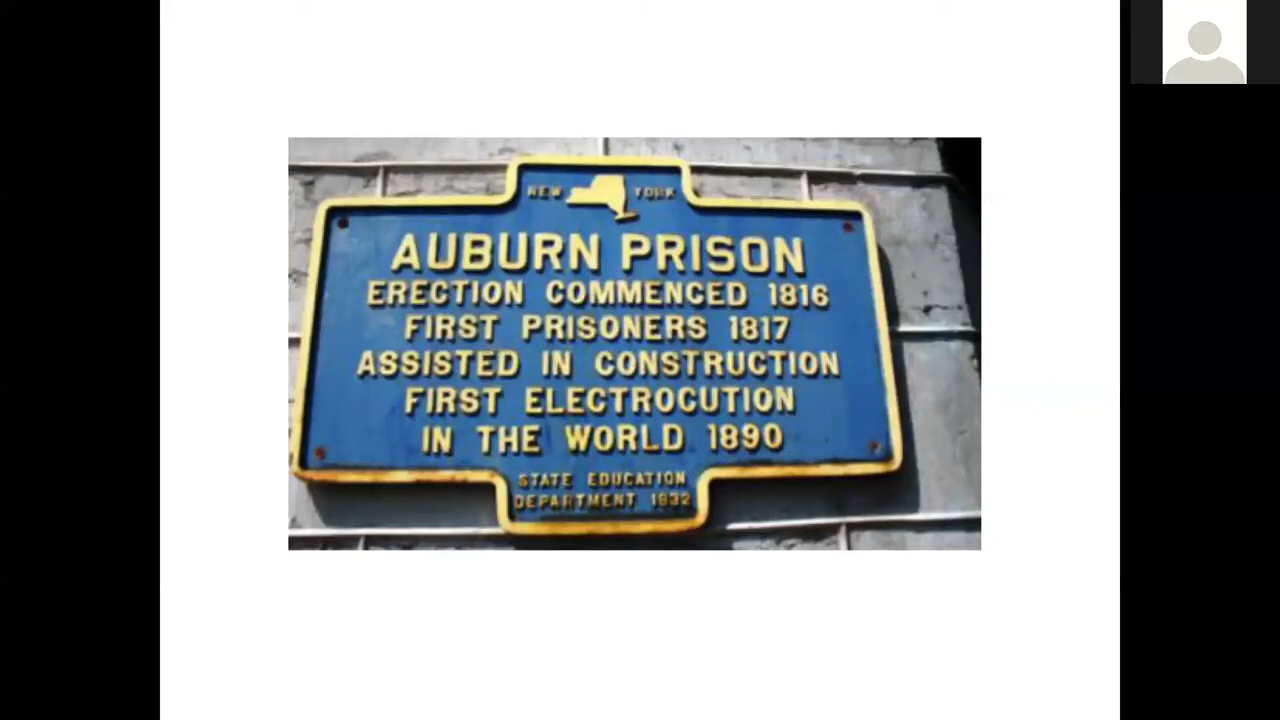 NEW YORK
AUBURN PRISON
ERECTION COMMENCED 1816
FIRST PRISONERS 1817
ASSISTED IN CONSTRUCTION
FIRST ELECTROCUTION
IN THE WORLD 1890
STATE EDUCATION
DEPARTMENT 1932